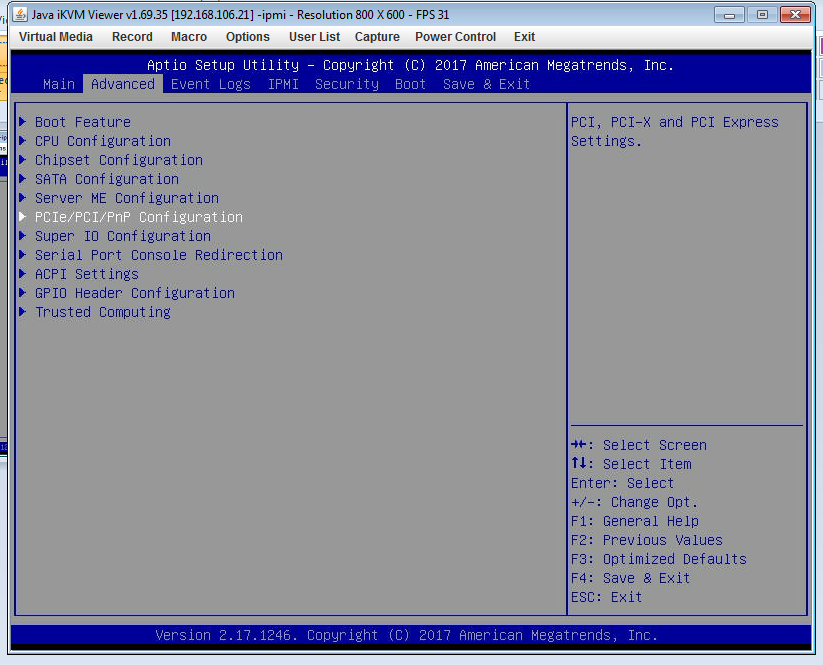 Java iKVM Viewer v1.69.35 [192.168.106.21] -ipmi - Resolution 800 X 600 - FPS 31
Virtual Media Record Macro Options User List Capture Power Control Exit
Aptio Setup Utility – Copyright (C) 2017 American Megatrends, Inc.
Main Advanced Event Logs IPMI Security Boot Save & Exit
Boot Feature
CPU Configuration
Chipset Configuration
SATA Configuration
Server ME Configuration
PCIe/PCI/PnP Configuration
Super IO Configuration
Serial Port Console Redirection
ACPI Settings
GPIO Header Configuration
Trusted Computing
PCI, PCI-X and PCI Express
Settings.
→←: Select Screen
↑↓: Select Item
Enter: Select
+/-: Change Opt.
F1: General Help
F2: Previous Values
F3: Optimized Defaults
F4: Save & Exit
ESC: Exit
Version 2.17.1246. Copyright (C) 2017 American Megatrends, Inc.